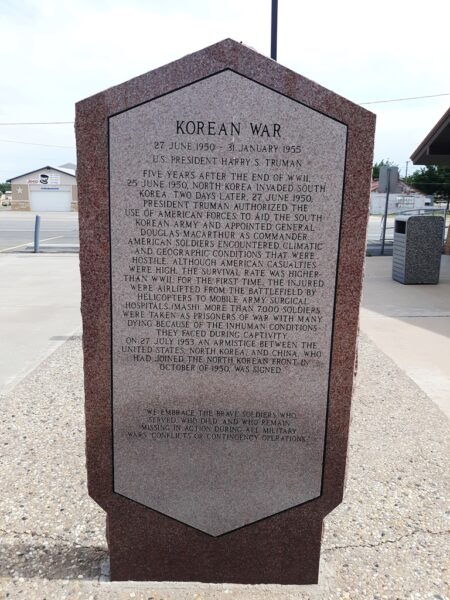 KOREAN WAR
27 JUNE 1950 - 31 JANUARY 1955
U.S. PRESIDENT HARRY S. TRUMAN
FIVE YEARS AFTER THE END OF WWII,
25 JUNE 1950, NORTH KOREA INVADED SOUTH
KOREA. TWO DAYS LATER, 27 JUNE 1950,
PRESIDENT TRUMAN AUTHORIZED THE
USE OF AMERICAN FORCES TO AID THE SOUTH
KOREAN ARMY AND APPOINTED GENERAL
DOUGLAS MACARTHUR AS COMMANDER.
AMERICAN SOLDIERS ENCOUNTERED CLIMATIC
AND GEOGRAPHIC CONDITIONS THAT WERE
HOSTILE. ALTHOUGH AMERICAN CASUALTIES
WERE HIGH, THE SURVIVAL RATE WAS HIGHER
THAN WWII; FOR THE FIRST TIME, THE INJURED
WERE AIRLIFTED FROM THE BATTLEFIELD BY
HELICOPTERS TO MOBILE ARMY SURGICAL
HOSPITALS (MASH). MORE THAN 7000 SOLDIERS
WERE TAKEN AS PRISONERS OF WAR WITH MANY
DYING BECAUSE OF THE INHUMAN CONDITIONS
THEY FACED DURING CAPTIVITY.
ON 27 JULY 1953, AN ARMISTICE BETWEEN THE
UNITED STATES, NORTH KOREA, AND CHINA, WHO
HAD JOINED THE NORTH KOREAN FRONT IN
OCTOBER OF 1950, WAS SIGNED.
"WE EMBRACE THE BRAVE SOLDIERS WHO
SERVED, WHO DIED, AND WHO REMAIN
MISSING IN ACTION DURING ALL MILITARY
WARS, CONFLICTS OR CONTINGENCY OPERATIONS."